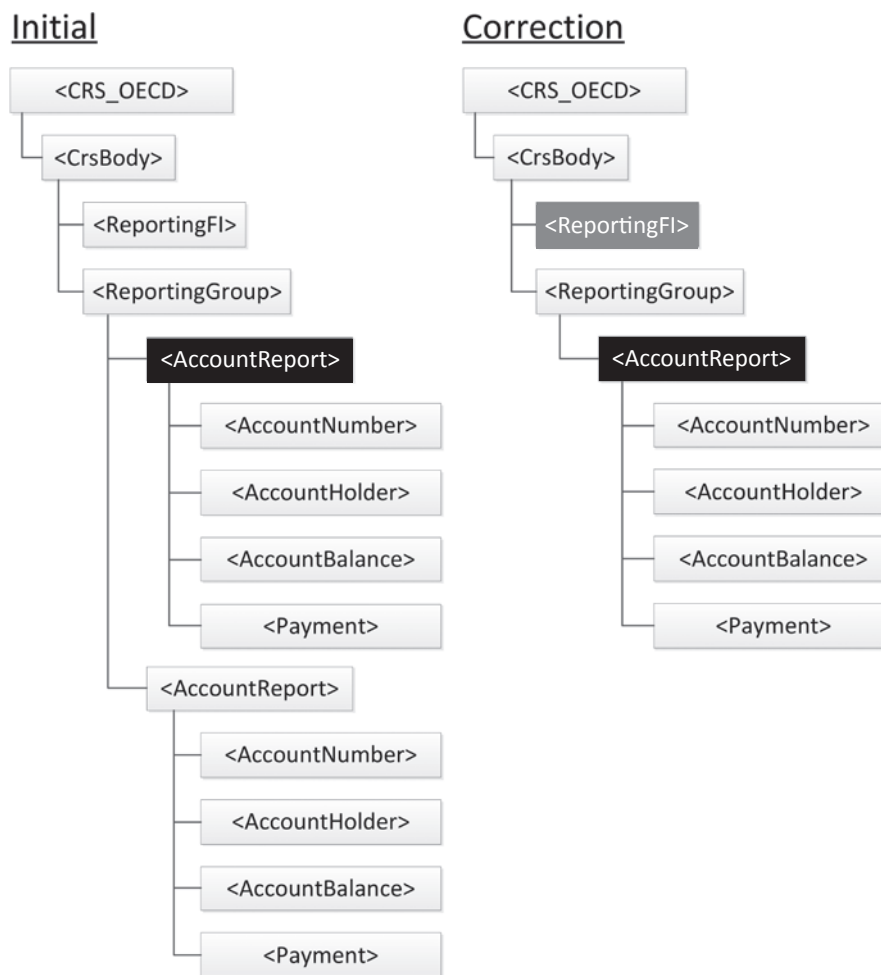 Initial
<CRS_OECD>
<CrsBody>
<ReportingFI>
<ReportingGroup>
<AccountReport>
<AccountNumber>
<AccountHolder>
<AccountBalance>
<Payment>
<AccountReport>
<AccountNumber>
<AccountHolder>
<AccountBalance>
<Payment>
Correction
<CRS_OECD>
<CrsBody>
<ReportingFI>
<ReportingGroup>
<AccountReport>
<AccountNumber>
<AccountHolder>
<AccountBalance>
<Payment>